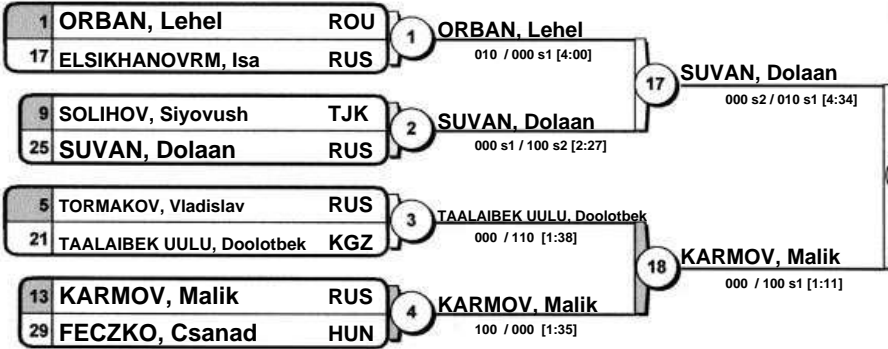 1 ORBAN, Lehel ROU
17 ELSIKHANOVRM, Isa RUS
1
ORBAN, Lehel
010 / 000 s1 [4:00]
9 SOLIHOV, Siyovush TJK
25 SUVAN, Dolaan RUS
2
SUVAN, Dolaan
000 s1 / 100 s2 [2:27]
17
SUVAN, Dolaan
000 s2 / 010 s1 [4:34]
5 TORMAKOV, Vladislav RUS
21 TAALAIBEK UULU, Doolotbek KGZ
3
TAALAIBEK UULU, Doolotbek
000 / 110 [1:38]
13 KARMOV, Malik RUS
29 FECZKO, Csanad HUN
4
KARMOV, Malik
100 / 000 [1:35]
18
KARMOV, Malik
000 / 100 s1 [1:11]